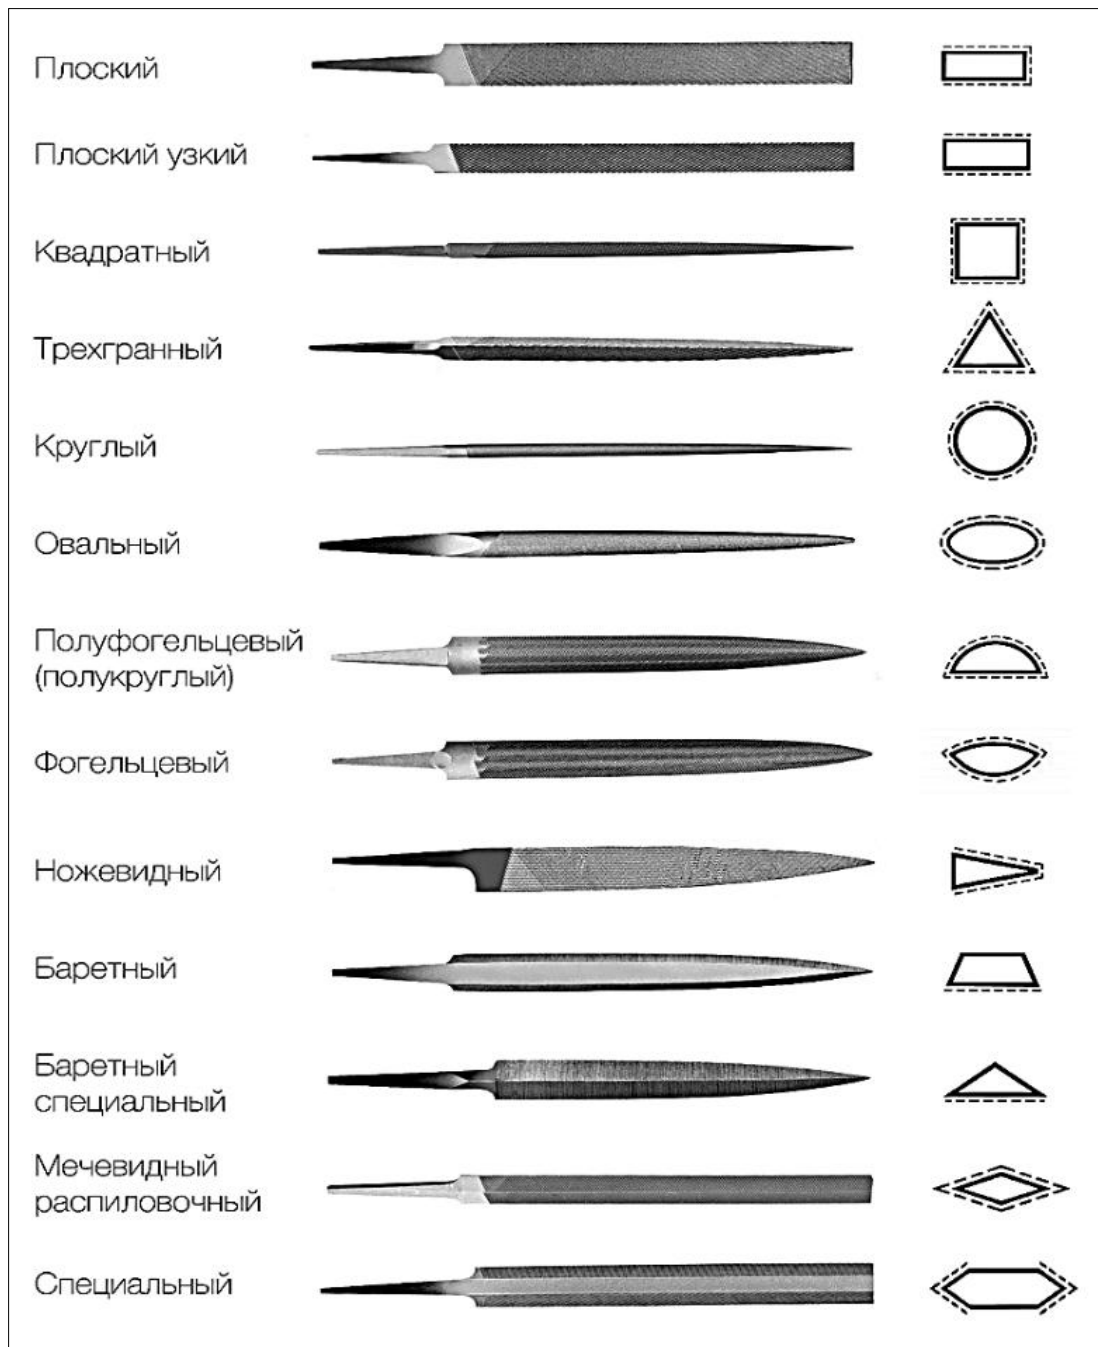 Плоский
Плоский узкий
Квадратный
Трехгранный
Круглый
Овальный
Полуфогельцевый
(полукруглый)
Фогельцевый
Ножевидный
Баретный
Баретный
специальный
Мечевидный
распиловочный
Специальный